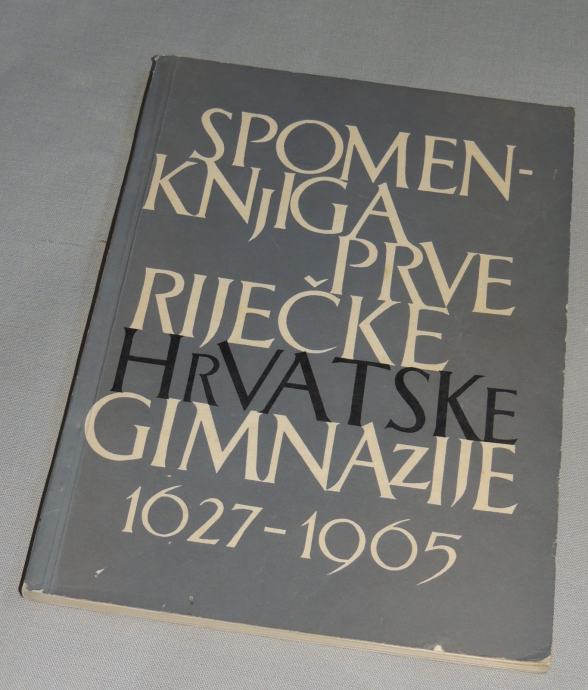 SPOMEN-
KNJIGA
PRVE
RIJEČKE
HRVATSKE
GIMNAZIJE
1627-1965